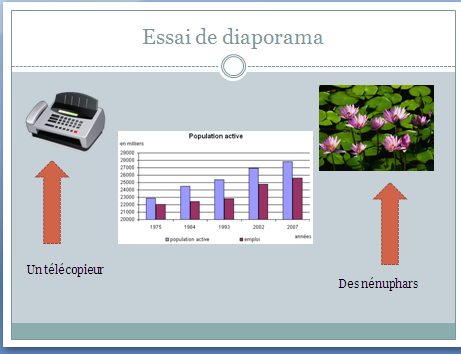 Essai de diaporama
Population active
en milliers
29000
28000
27000
26000
25000
24000
23000
22000
21000
20000
1975 1984 1993 2002 2007
années
population active emploi
Un télécopieur
Des nénuphars